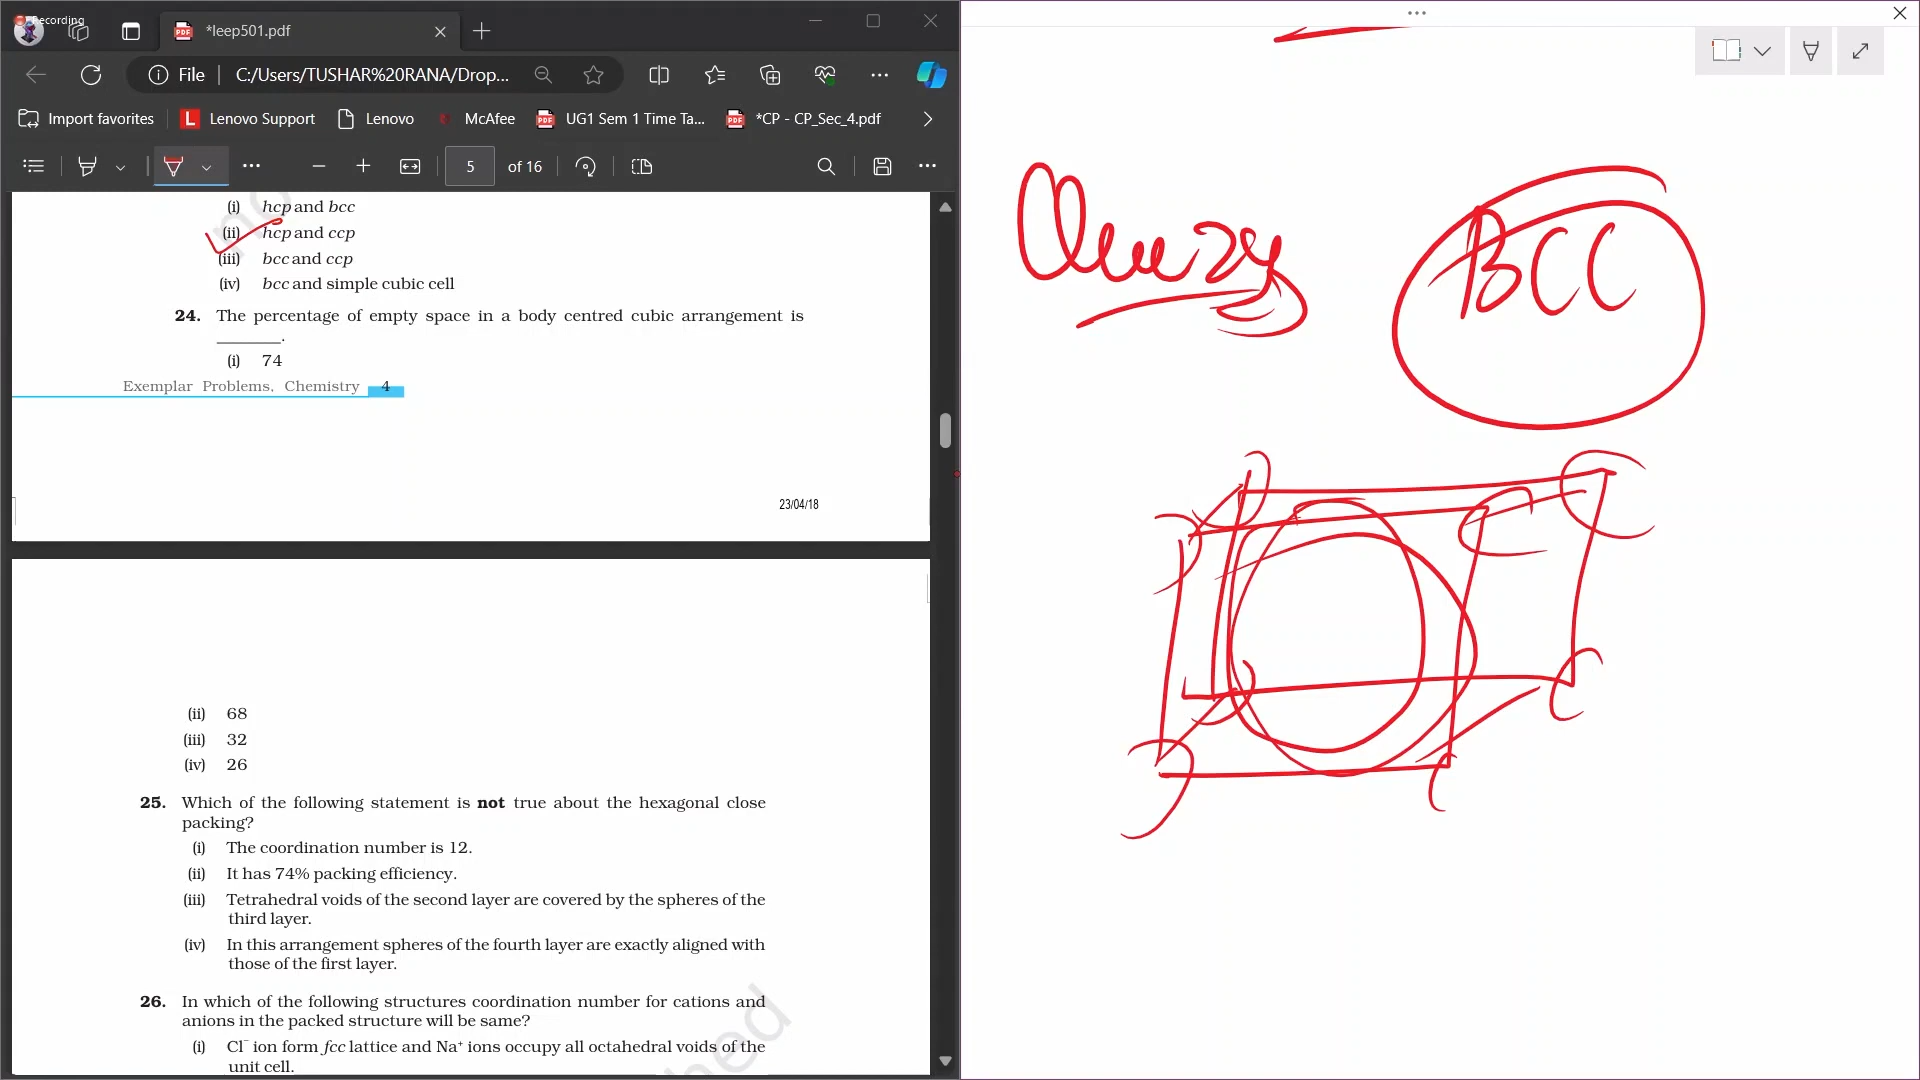 Recording
*leep501.pdf
File
C:/Users/TUSHAR%20RANA/Drop...
Import favorites
Lenovo Support
Lenovo
McAfee
UG1 Sem 1 Time Ta...
*CP - CP_Sec_4.pdf
5 of 16
(i) hcp and bcc
(ii) hcp and ccp
(iii) bcc and ccp
(iv) bcc and simple cubic cell
24. The percentage of empty space in a body centred cubic arrangement is
________.
(i) 74
Exemplar Problems, Chemistry 4
23/04/18
(ii) 68
(iii) 32
(iv) 26
25. Which of the following statement is not true about the hexagonal close
packing?
(i) The coordination number is 12.
(ii) It has 74% packing efficiency.
(iii) Tetrahedral voids of the second layer are covered by the spheres of the
third layer.
(iv) In this arrangement spheres of the fourth layer are exactly aligned with
those of the first layer.
26. In which of the following structures coordination number for cations and
anions in the packed structure will be same?
(i) Cl⁻ ion form fcc lattice and Na⁺ ions occupy all octahedral voids of the
unit cell.
BCC